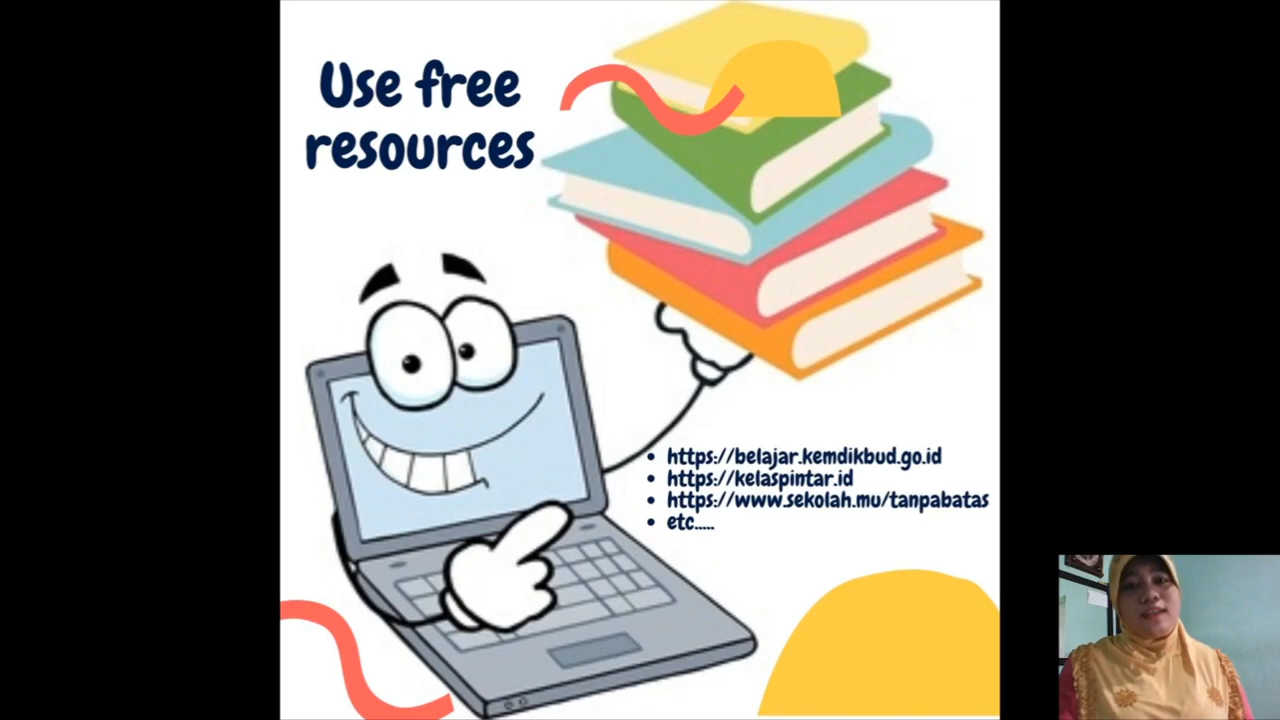 Use free
resources
https://belajar.kemdikbud.go.id
https://kelaspintar.id
https://www.sekolah.mu/tanpabatas
etc.....